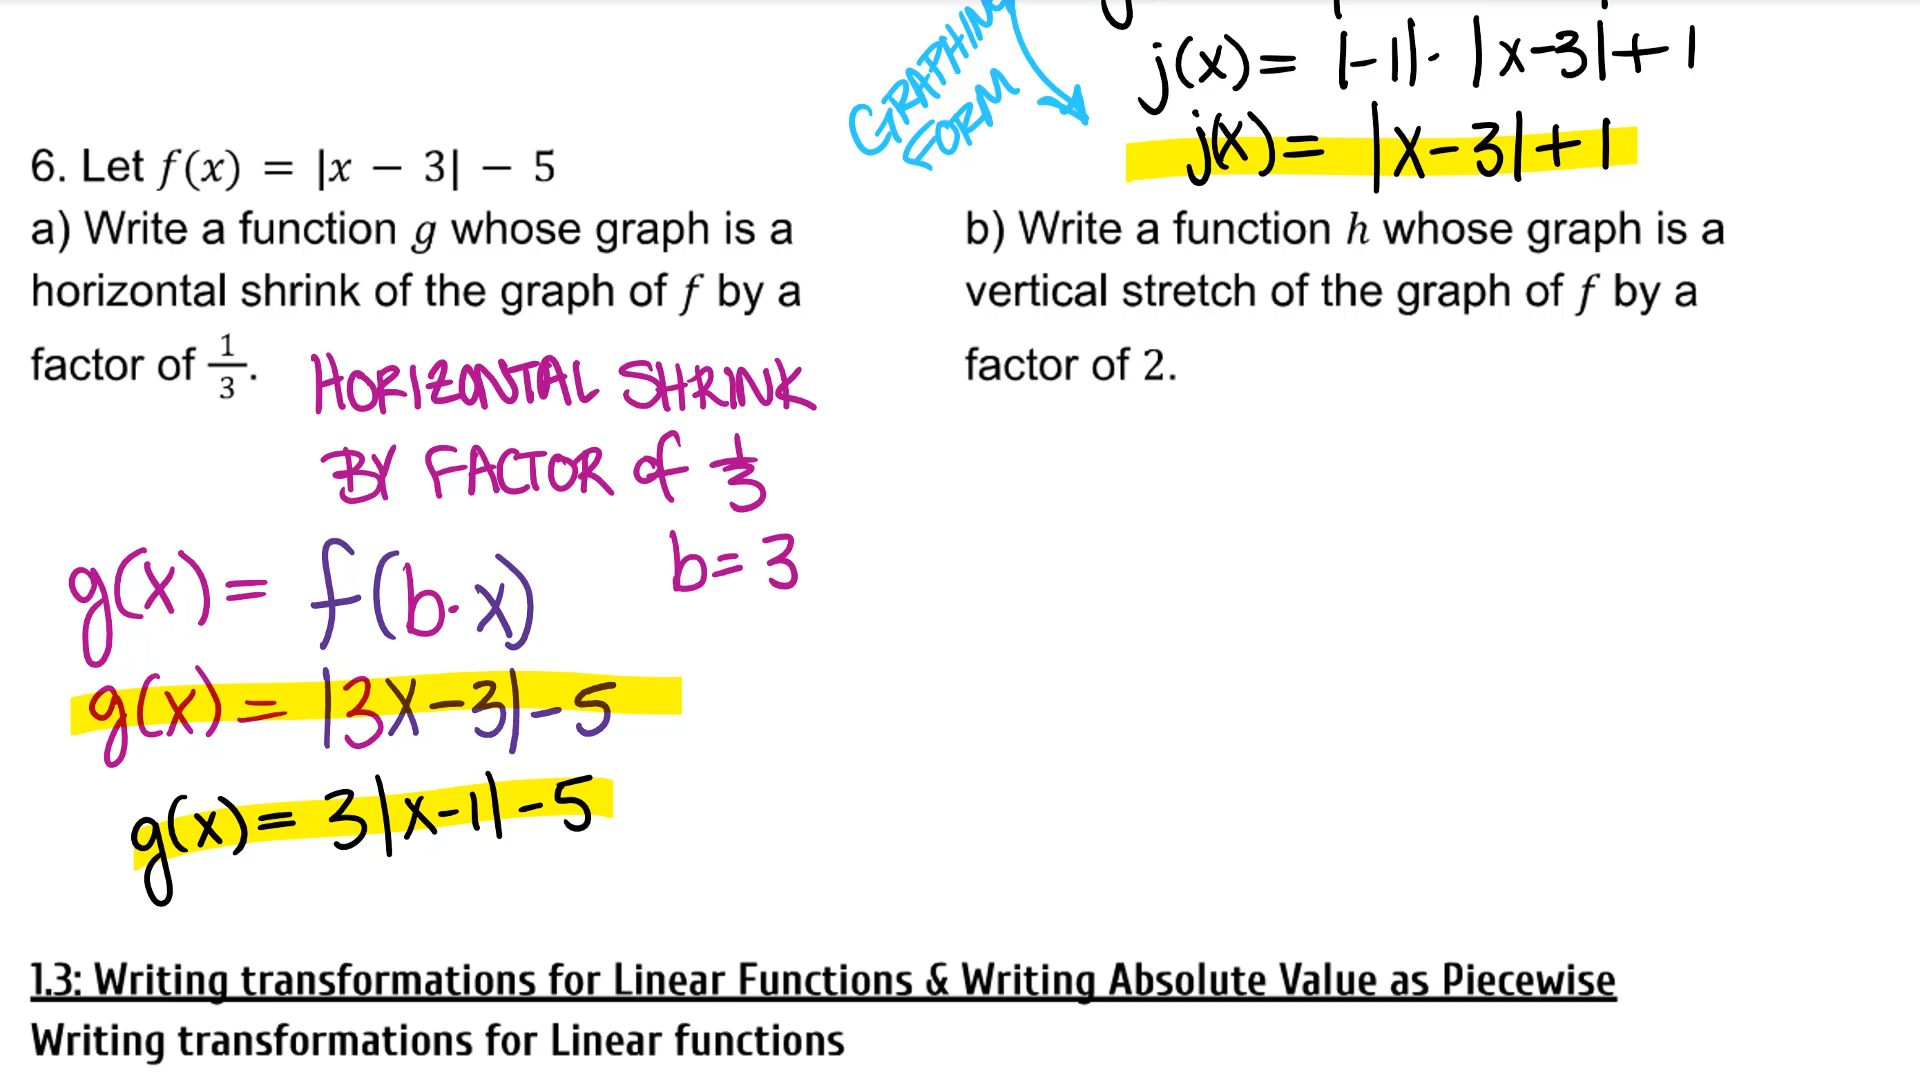 GRAPHING
FORM
j(x)= |-1|· |x-3|+1
j(x)= |x-3|+1
6. Let f(x) = |x − 3| − 5
a) Write a function g whose graph is a
horizontal shrink of the graph of f by a
factor of 1/3.
HORIZONTAL SHRINK
BY FACTOR of 1/3
b=3
g(x)= f(b·x)
g(x)= |3x-3|-5
g(x)= 3|x-1|-5
b) Write a function h whose graph is a
vertical stretch of the graph of f by a
factor of 2.
1.3: Writing transformations for Linear Functions & Writing Absolute Value as Piecewise
Writing transformations for Linear functions